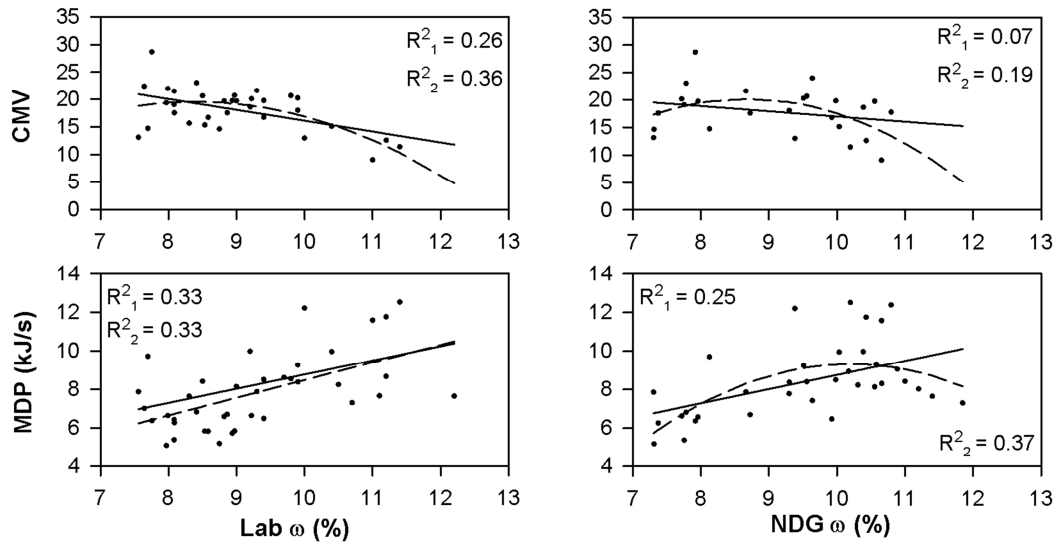 35
30
25
20
15
10
5
0
CMV
R²₁ = 0.26
R²₂ = 0.36
7 8 9 10 11 12 13
35
30
25
20
15
10
5
0
R²₁ = 0.07
R²₂ = 0.19
7 8 9 10 11 12 13
14
12
10
8
6
4
MDP (kJ/s)
R²₁ = 0.33
R²₂ = 0.33
7 8 9 10 11 12 13
Lab ω (%)
14
12
10
8
6
4
R²₁ = 0.25
R²₂ = 0.37
7 8 9 10 11 12 13
NDG ω (%)